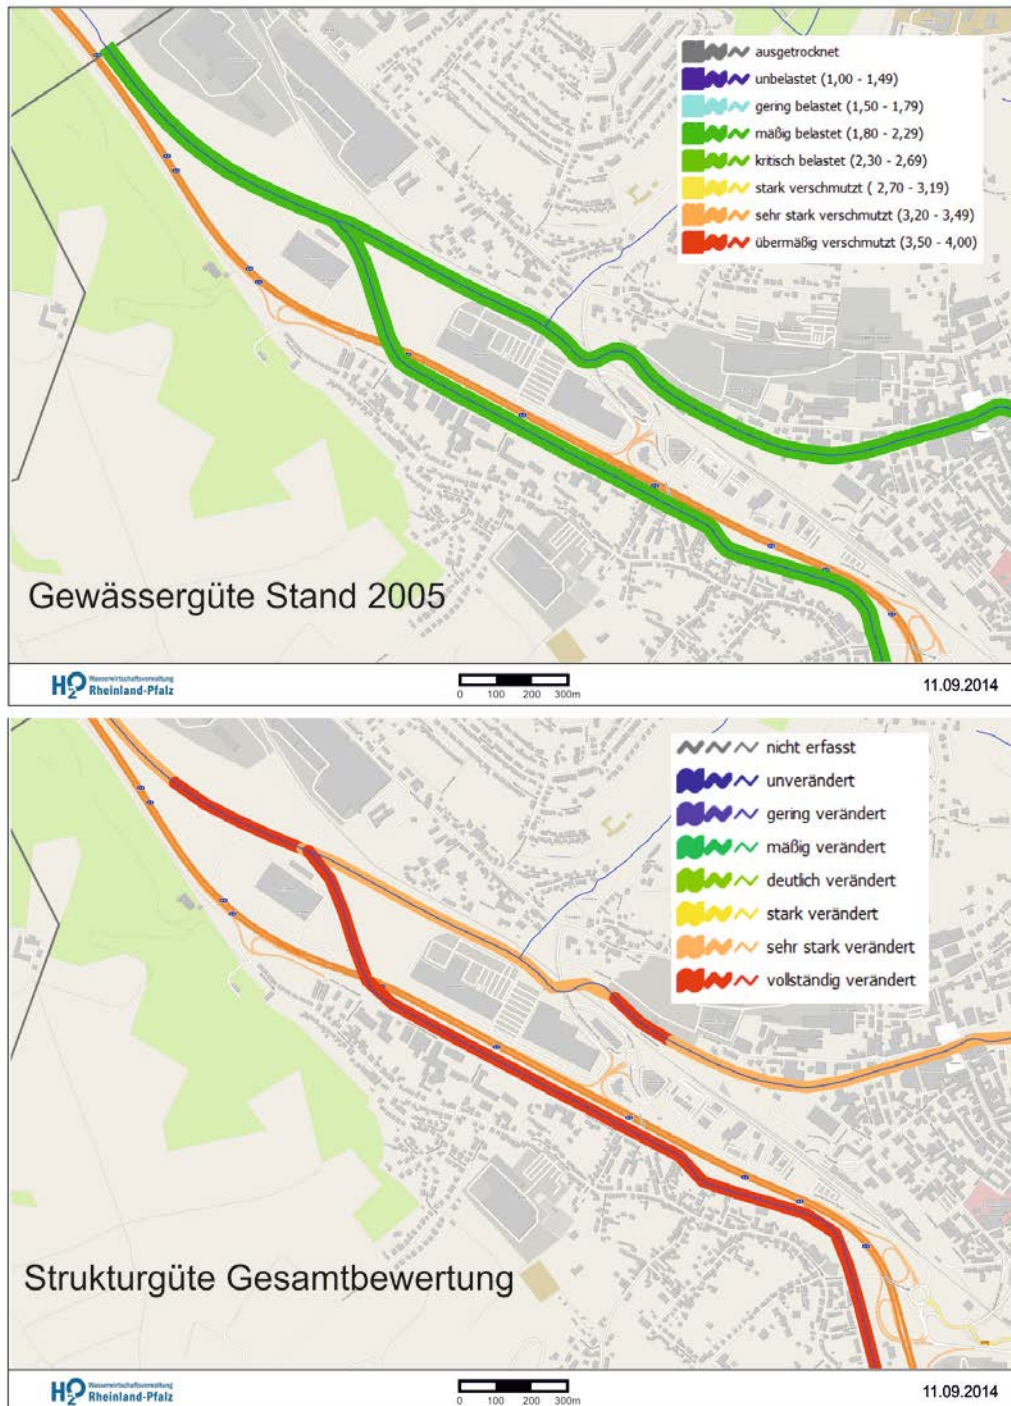 ausgetrocknet
unbelastet (1,00 - 1,49)
gering belastet (1,50 - 1,79)
mäßig belastet (1,80 - 2,29)
kritisch belastet (2,30 - 2,69)
stark verschmutzt ( 2,70 - 3,19)
sehr stark verschmutzt (3,20 - 3,49)
übermäßig verschmutzt (3,50 - 4,00)
Gewässergüte Stand 2005
H2O Wasserwirtschaftsverwaltung
Rheinland-Pfalz
0 100 200 300m
11.09.2014
nicht erfasst
unverändert
gering verändert
mäßig verändert
deutlich verändert
stark verändert
sehr stark verändert
vollständig verändert
Strukturgüte Gesamtbewertung
H2O Wasserwirtschaftsverwaltung
Rheinland-Pfalz
0 100 200 300m
11.09.2014